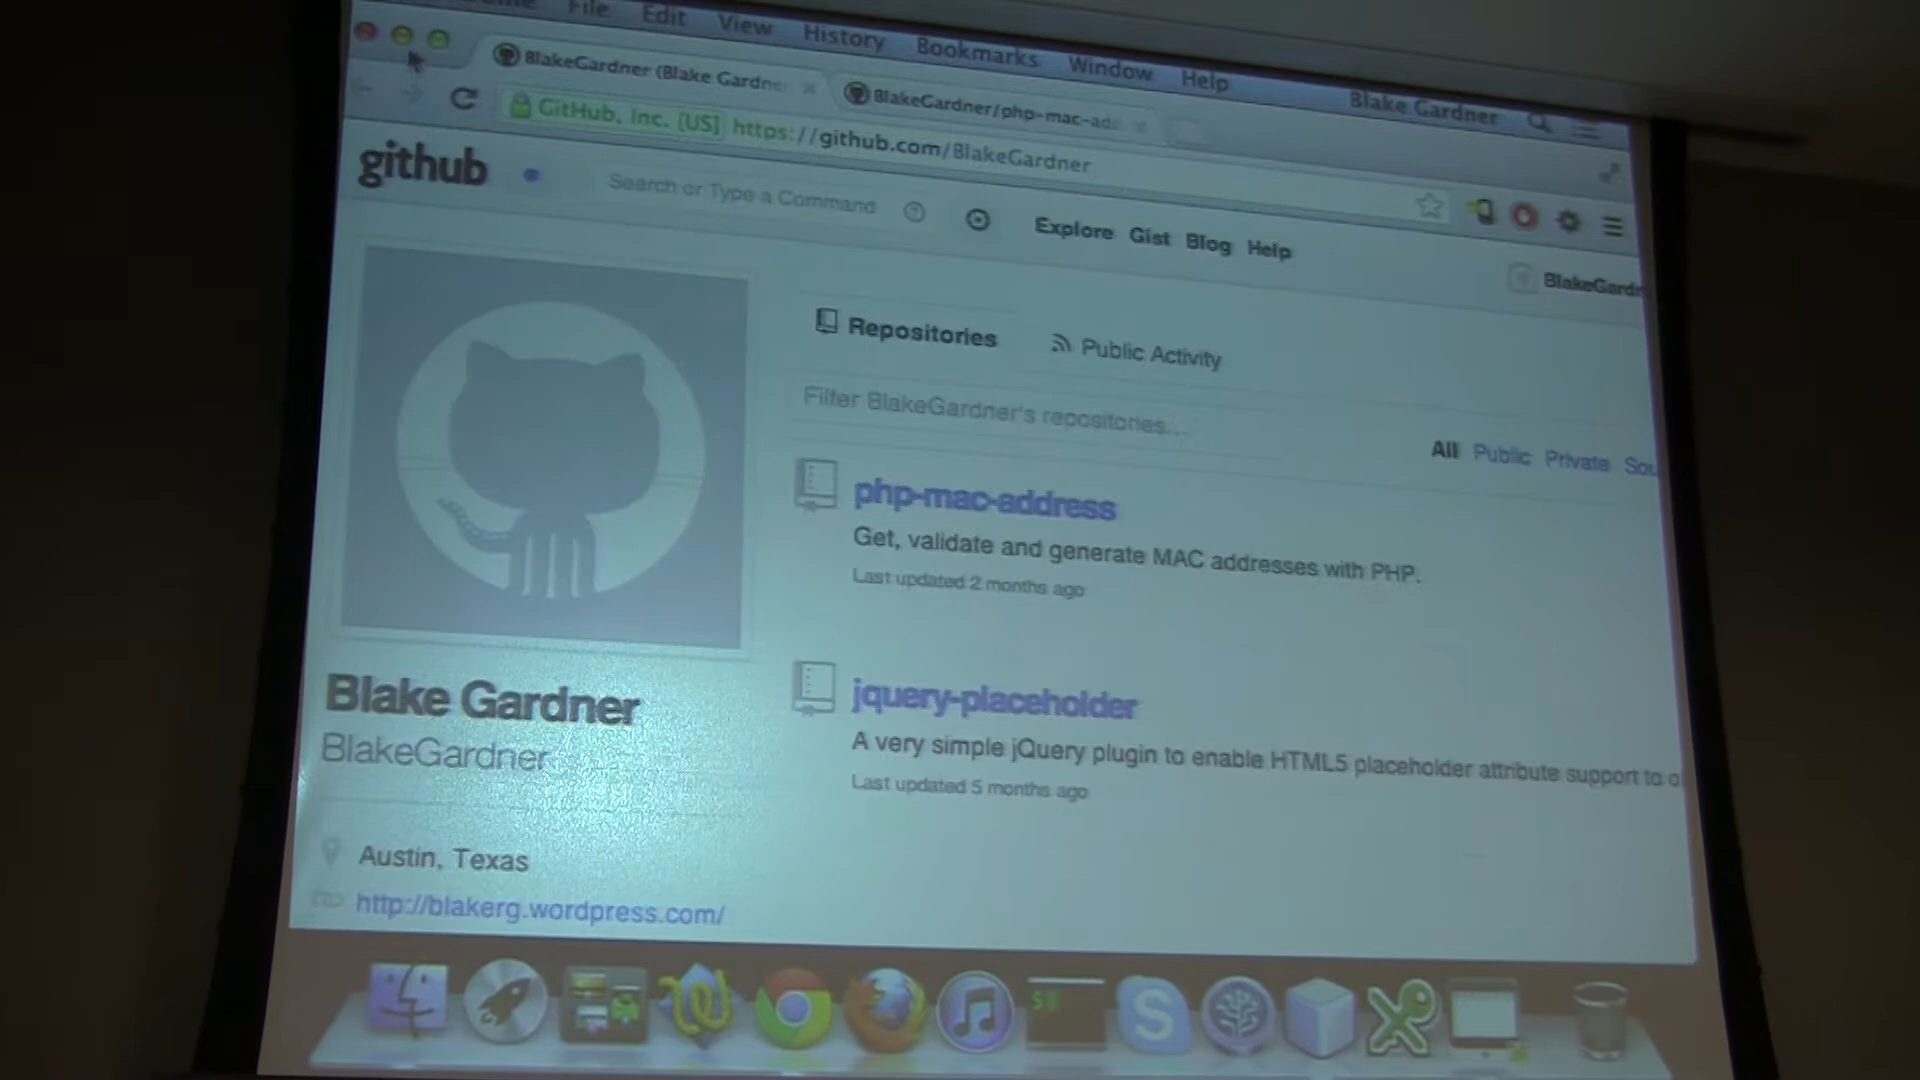 File Edit View History Bookmarks Window Help Blake Gardner
BlakeGardner (Blake Gardne
BlakeGardner/php-mac-add
GitHub, Inc. [US] https://github.com/BlakeGardner
github
Search or Type a Command
Explore Gist Blog Help
BlakeGardn
Repositories
Public Activity
Filter BlakeGardner's repositories...
All Public Private Sou
php-mac-address
Get, validate and generate MAC addresses with PHP.
Last updated 2 months ago
jquery-placeholder
A very simple jQuery plugin to enable HTML5 placeholder attribute support to o
Last updated 5 months ago
Blake Gardner
BlakeGardner
Austin, Texas
http://blakerg.wordpress.com/